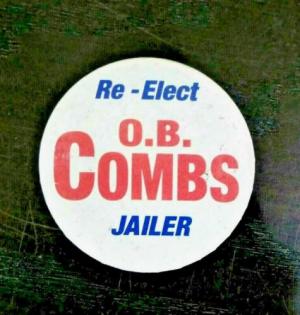 Re - Elect
O.B.
COMBS
JAILER